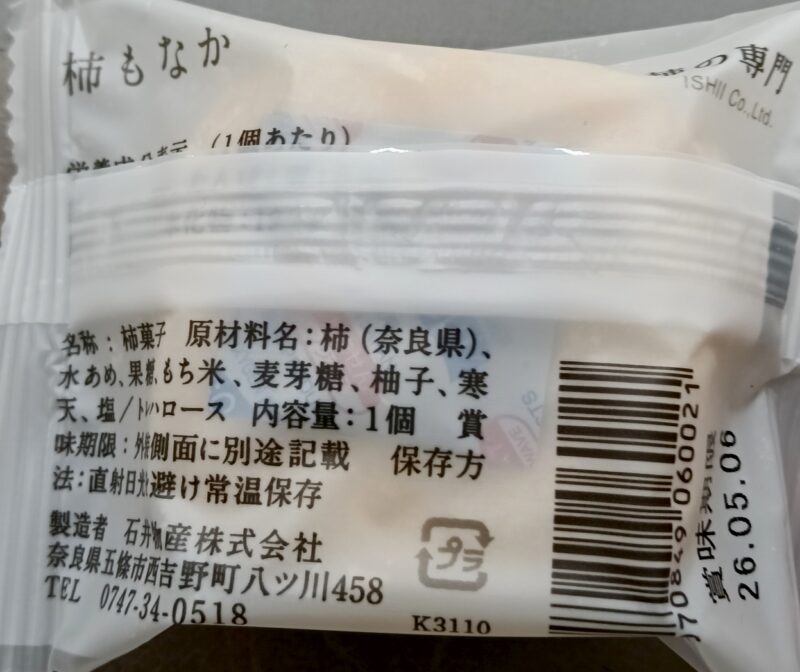 柿もなか
の専門
ISHII Co.,Ltd.
(1個あたり)
名称:柿菓子 原材料名:柿(奈良県)、
水あめ、果糖、もち米、麦芽糖、柚子、寒
天、塩/トレハロース 内容量:1個 賞
味期限:外装側面に別途記載 保存方
法:直射日光避け常温保存
製造者 石井物産株式会社
奈良県五條市西吉野町八ツ川458
TEL 0747-34-0518
プラ
K3110
970849 060021
賞味期限
26.05.06